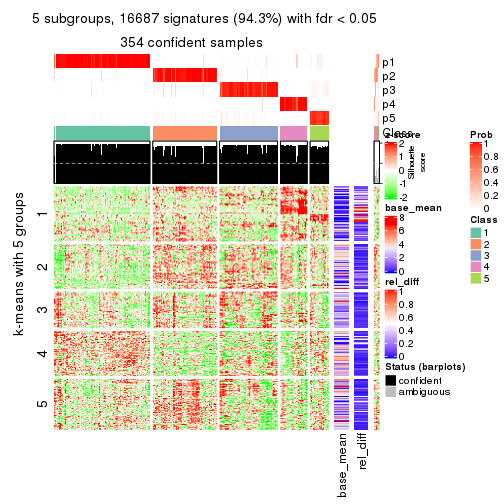 5 subgroups, 16687 signatures (94.3%) with fdr < 0.05
354 confident samples
p1
p2
p3
p4
p5
Class
Silhouette
score
k-means with 5 groups
1
2
3
4
5
base_mean
rel_diff
z-score
2
1
0
-1
-2
base_mean
8
6
4
2
0
rel_diff
1
0.8
0.6
0.4
0.2
0
Status (barplots)
confident
ambiguous
Prob
1
0.8
0.6
0.4
0.2
0
Class
1
2
3
4
5